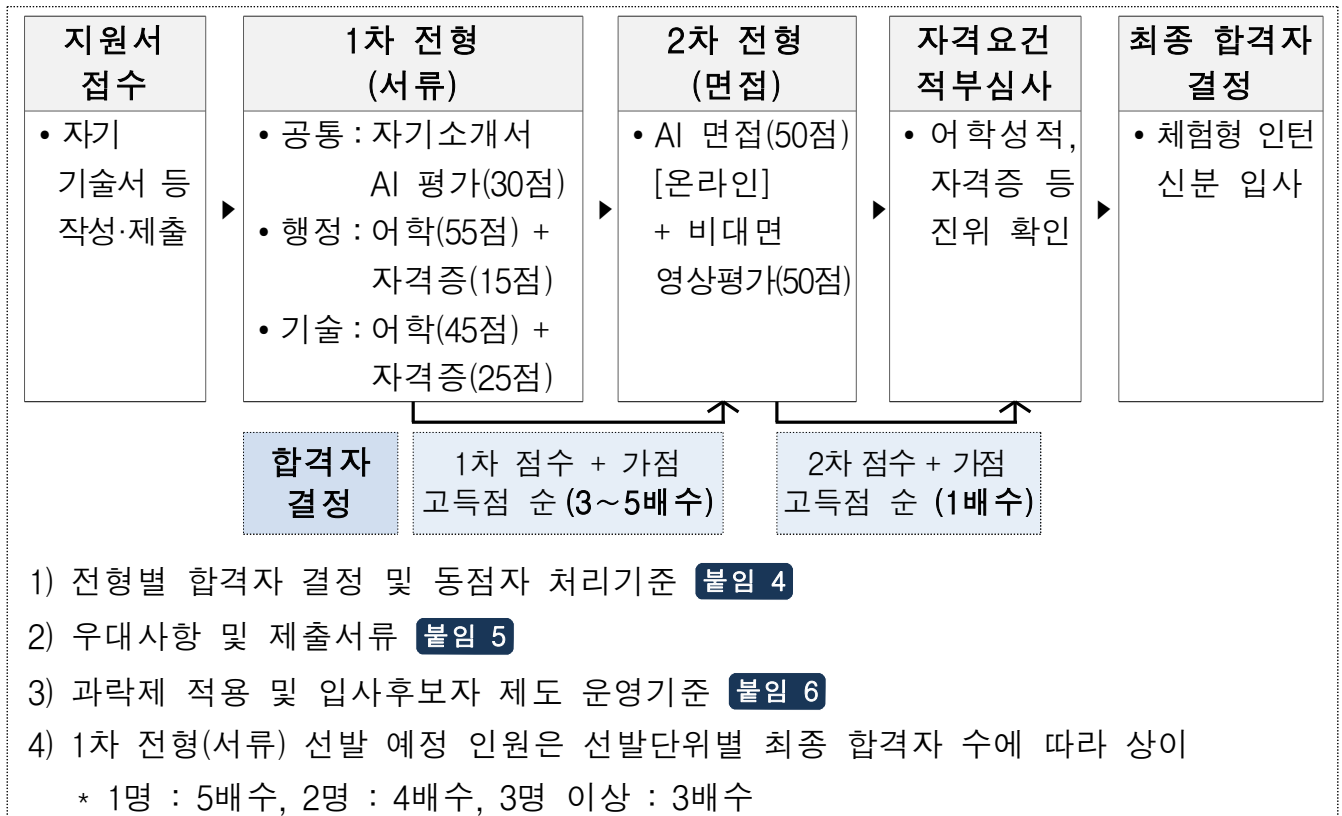 지원서
접수
• 자기
기술서 등
작성·제출
▶
1차 전형
(서류)
• 공통 : 자기소개서
AI 평가(30점)
• 행정 : 어학(55점) +
자격증(15점)
• 기술 : 어학(45점) +
자격증(25점)
▶
2차 전형
(면접)
• AI 면접(50점)
[온라인]
+ 비대면
영상평가(50점)
▶
자격요건
적부심사
• 어학성적,
자격증 등
진위 확인
▶
최종 합격자
결정
• 체험형 인턴
신분 입사
합격자
결정
1차 점수 + 가점
고득점 순 (3~5배수)
2차 점수 + 가점
고득점 순 (1배수)
1) 전형별 합격자 결정 및 동점자 처리기준 붙임 4
2) 우대사항 및 제출서류 붙임 5
3) 과락제 적용 및 입사후보자 제도 운영기준 붙임 6
4) 1차 전형(서류) 선발 예정 인원은 선발단위별 최종 합격자 수에 따라 상이
* 1명 : 5배수, 2명 : 4배수, 3명 이상 : 3배수